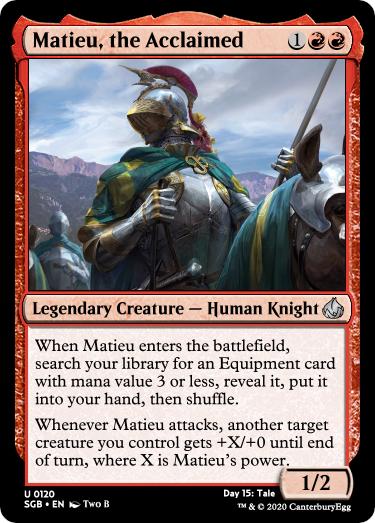 Matieu, the Acclaimed 1
Legendary Creature — Human Knight
When Matieu enters the battlefield,
search your library for an Equipment card
with mana value 3 or less, reveal it, put it
into your hand, then shuffle.
Whenever Matieu attacks, another target
creature you control gets +X/+0 until end
of turn, where X is Matieu's power.
1/2
U 0120 Day 15: Tale
SGB • EN Two B ™ & © 2020 CanterburyEgg